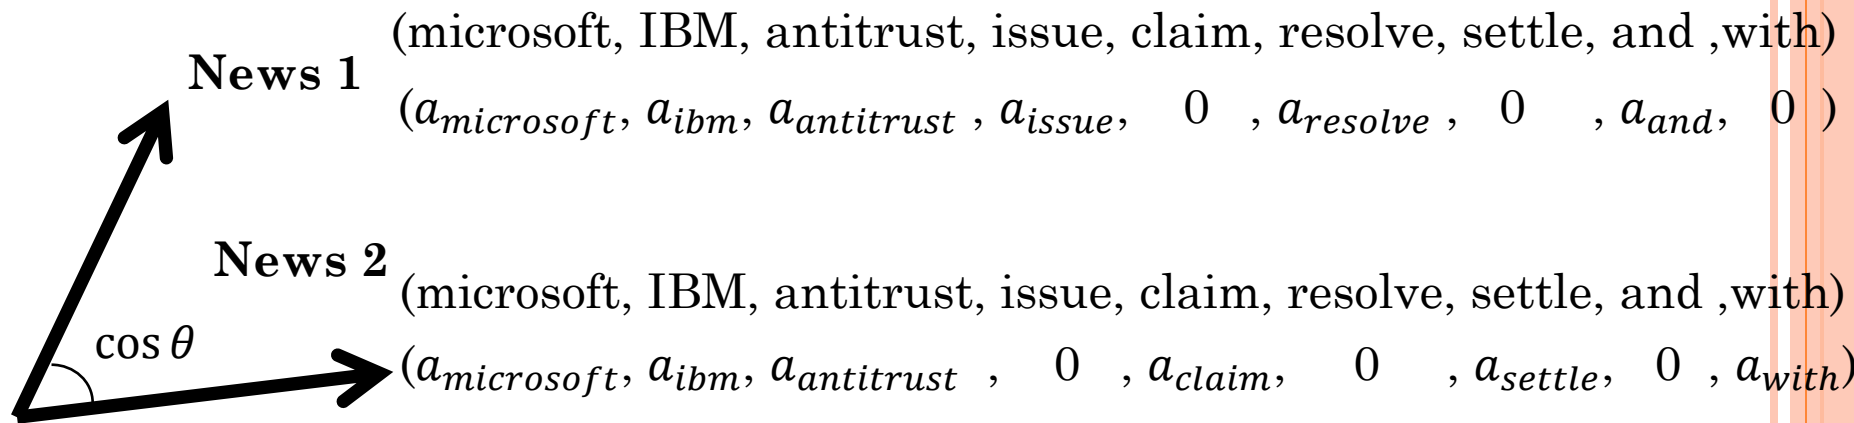 (microsoft, IBM, antitrust, issue, claim, resolve, settle, and ,with)
News 1
(a_microsoft, a_ibm, a_antitrust , a_issue, 0 , a_resolve , 0 , a_and, 0 )
News 2
(microsoft, IBM, antitrust, issue, claim, resolve, settle, and ,with)
cos θ
(a_microsoft, a_ibm, a_antitrust , 0 , a_claim, 0 , a_settle, 0 , a_with)